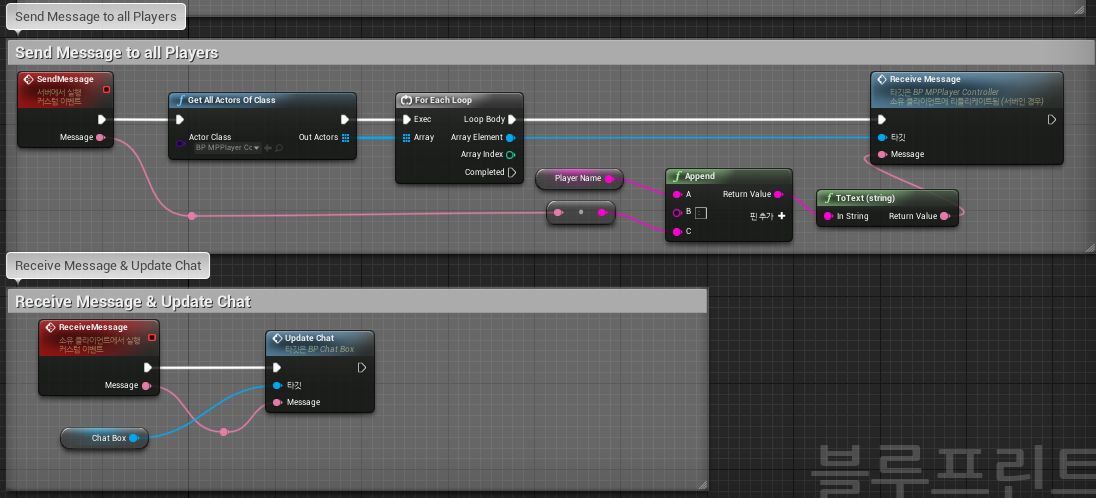 Send Message to all Players
Send Message to all Players
SendMessage
서버에서 실행
커스텀 이벤트
Message
Get All Actors Of Class
Actor Class
BP MPPlayer Cc
Out Actors
For Each Loop
Exec
Loop Body
Array
Array Element
Array Index
Completed
Receive Message
타깃은 BP MPPlayer Controller
소유 클라이언트에 리플리케이트됨 (서버인 경우)
타깃
Message
Player Name
Append
A
Return Value
B
:
핀 추가
C
ToText (string)
In String
Return Value
Receive Message & Update Chat
Receive Message & Update Chat
ReceiveMessage
소유 클라이언트에서 실행
커스텀 이벤트
Message
Update Chat
타깃은 BP Chat Box
타깃
Message
Chat Box
블루프린트